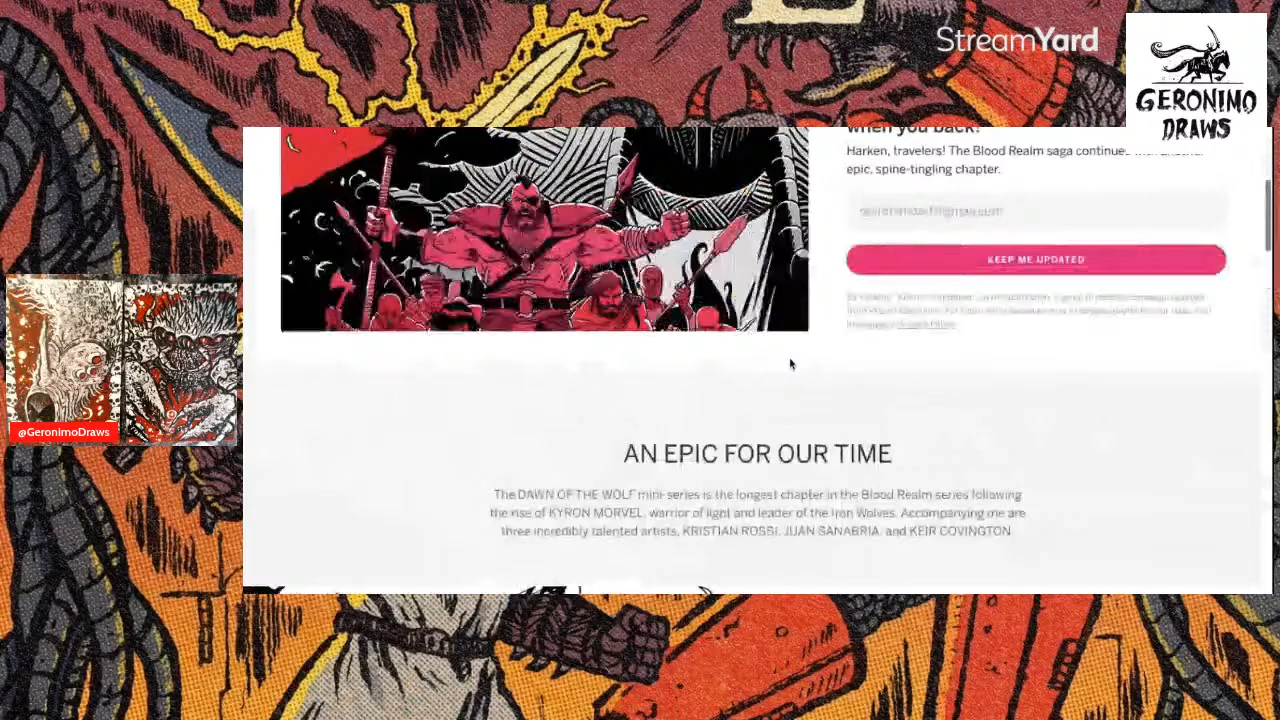 StreamYard
GERONIMO
DRAWS
when you back?
Harken, travelers! The Blood Realm saga continues
epic, spine-tingling chapter.
KEEP ME UPDATED
@GeronimoDraws
AN EPIC FOR OUR TIME
The DAWN OF THE WOLF mini-series is the longest chapter in the Blood Realm series following
the rise of KYRON MORVEL, warrior of light and leader of the Iron Wolves. Accompanying me are
three incredibly talented artists, KRISTIAN ROSSI, JUAN SANABRIA, and KEIR COVINGTON